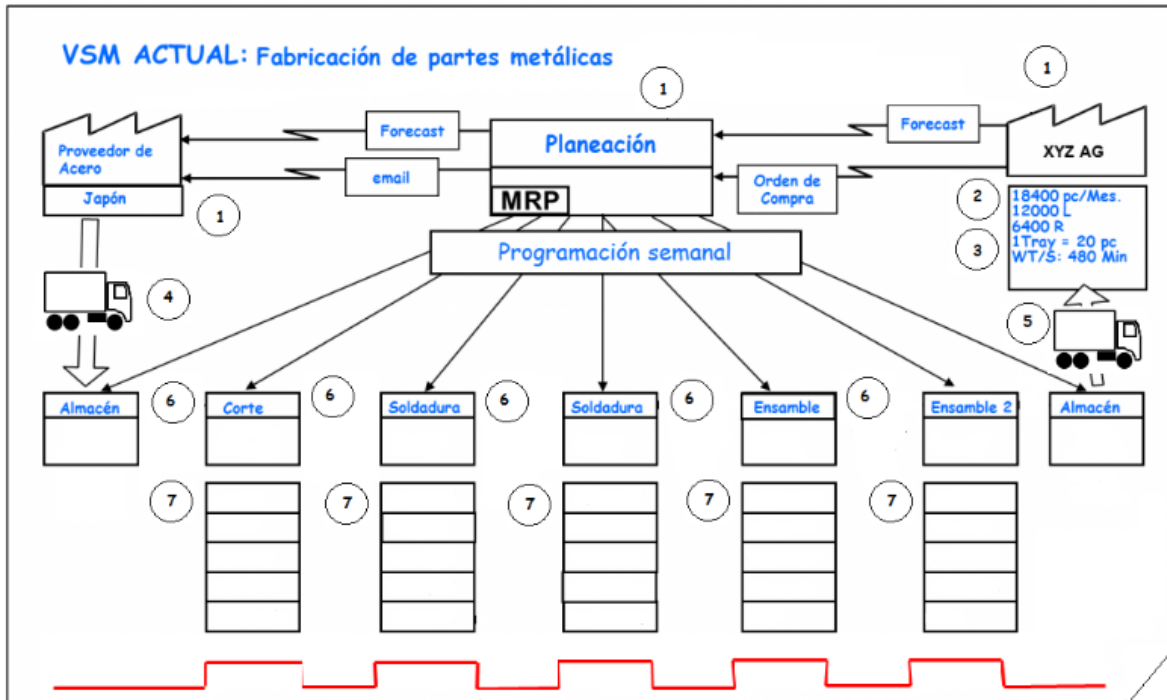 VSM ACTUAL: Fabricación de partes metálicas
1
1
Forecast
Forecast
Proveedor de
Acero
Planeación
XYZ AG
email
Orden de
Compra
Japón
1
MRP
2
18400 pc/Mes.
12000 L
6400 R
3
1Tray = 20 pc
WT/S: 480 Min
Programación semanal
4
5
Almacén
6
Corte
6
Soldadura
6
Soldadura
6
Ensamble
6
Ensamble 2
Almacén
7
7
7
7
7